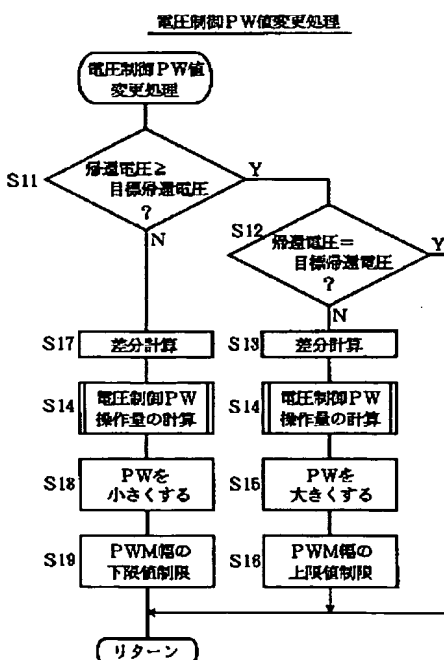 電圧制御PW値変更処理
電圧制御PW値
変更処理
S11
帰還電圧≧
目標帰還電圧
?
Y
N
S12
帰還電圧=
目標帰還電圧
?
Y
N
S17
差分計算
S13
差分計算
S14
電圧制御PW
操作量の計算
S14
電圧制御PW
操作量の計算
S18
PWを
小さくする
S15
PWを
大きくする
S19
PWM幅の
下限値制限
S16
PWM幅の
上限値制限
リターン